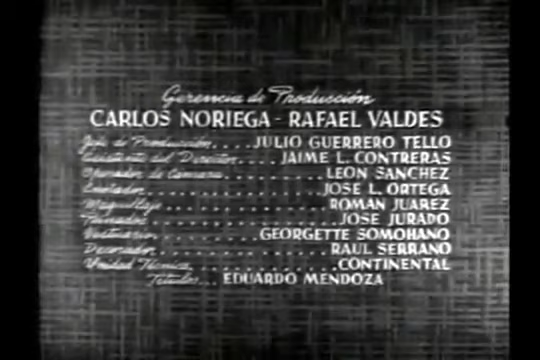 Gerencia de Producción
CARLOS NORIEGA - RAFAEL VALDES
Jefe de Producción....JULIO GUERRERO TELLO
Asistente del Director....JAIME L. CONTRERAS
Operador de Cámara............LEON SANCHEZ
JOSE L. ORTEGA
Maquillaje..................ROMAN JUAREZ
Peinados..................JOSE JURADO
Vestuario............GEORGETTE SOMOHANO
Decorador..................RAUL SERRANO
Unidad Técnica..................CONTINENTAL
Títulos...EDUARDO MENDOZA